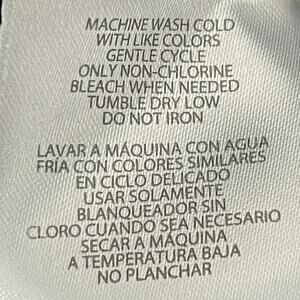 MACHINE WASH COLD
WITH LIKE COLORS
GENTLE CYCLE
ONLY NON-CHLORINE
BLEACH WHEN NEEDED
TUMBLE DRY LOW
DO NOT IRON
LAVAR A MÁQUINA CON AGUA
FRÍA CON COLORES SIMILARES
EN CICLO DELICADO
USAR SOLAMENTE
BLANQUEADOR SIN
CLORO CUANDO SEA NECESARIO
SECAR A MÁQUINA
A TEMPERATURA BAJA
NO PLANCHAR